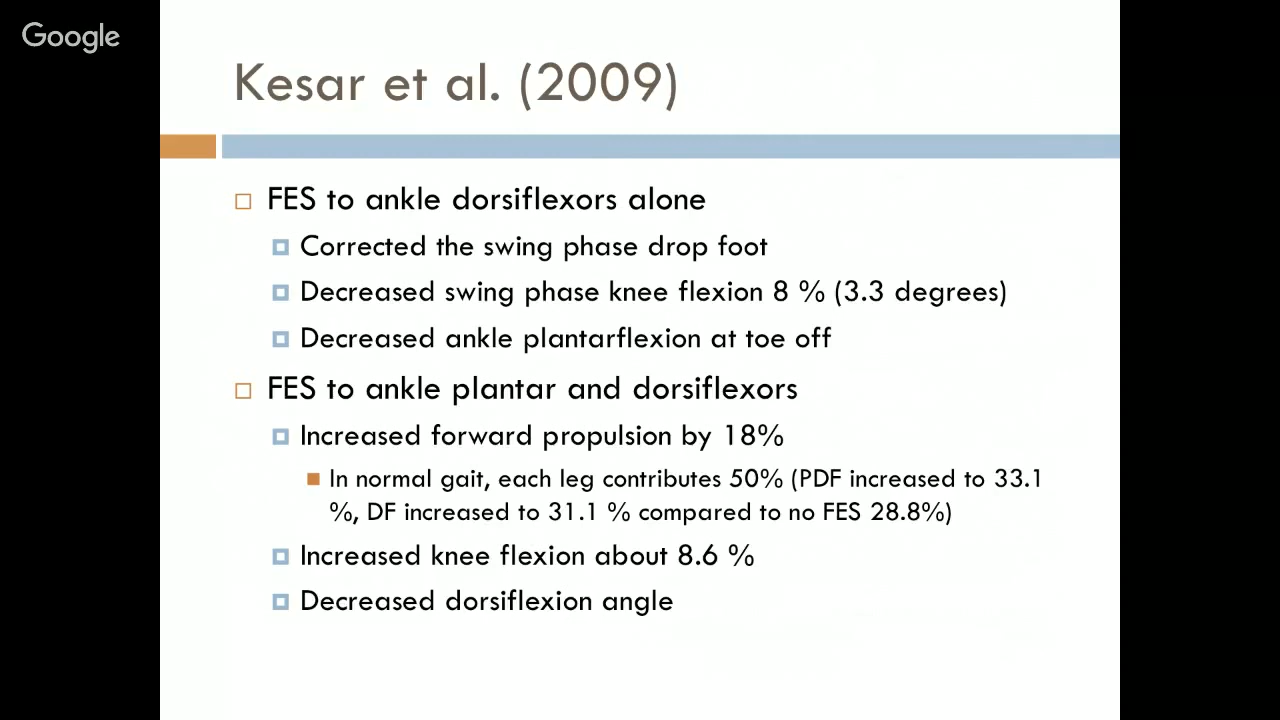 Google
Kesar et al. (2009)
FES to ankle dorsiflexors alone
Corrected the swing phase drop foot
Decreased swing phase knee flexion 8 % (3.3 degrees)
Decreased ankle plantarflexion at toe off
FES to ankle plantar and dorsiflexors
Increased forward propulsion by 18%
In normal gait, each leg contributes 50% (PDF increased to 33.1
%, DF increased to 31.1 % compared to no FES 28.8%)
Increased knee flexion about 8.6 %
Decreased dorsiflexion angle